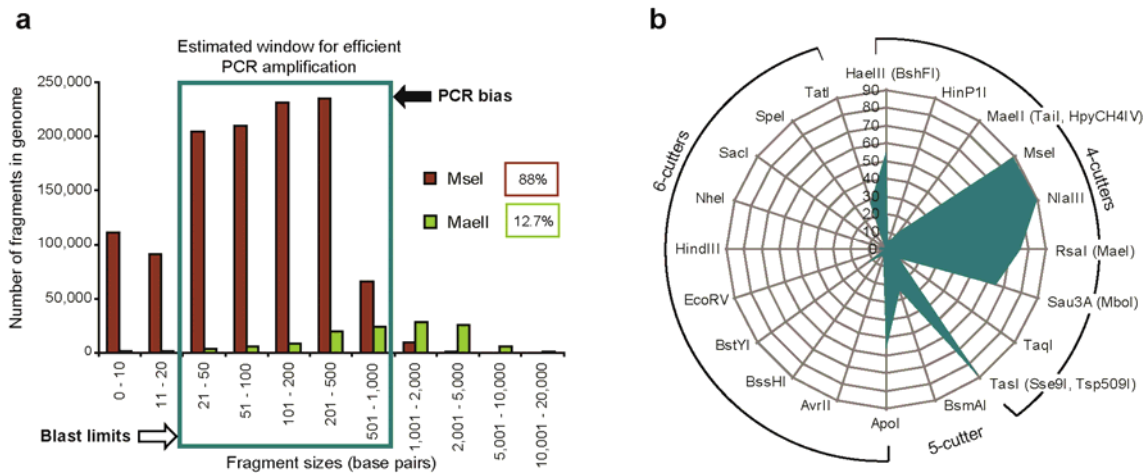 a
Estimated window for efficient
PCR amplification
Number of fragments in genome
250,000
200,000
150,000
100,000
50,000
0
PCR bias
MseI
88%
MaeII
12.7%
0 - 10
11 - 20
21 - 50
51 - 100
101 - 200
201 - 500
501 - 1,000
1,001 - 2,000
2,001 - 5,000
5,001 - 10,000
10,001 - 20,000
Blast limits
Fragment sizes (base pairs)
b
HaeIII (BshFI)
HinP1I
MaeII (TaiI, HpyCH4IV)
MseI
NlaIII
RsaI (MaeI)
Sau3A (MboI)
TaqI
TasI (Sse9I, Tsp509I)
BsmAI
ApoI
AvrII
BssHI
BstYI
EcoRV
HindIII
NheI
SacI
SpeI
TatI
90
80
70
60
50
40
30
20
10
0
4-cutters
5-cutter
6-cutters